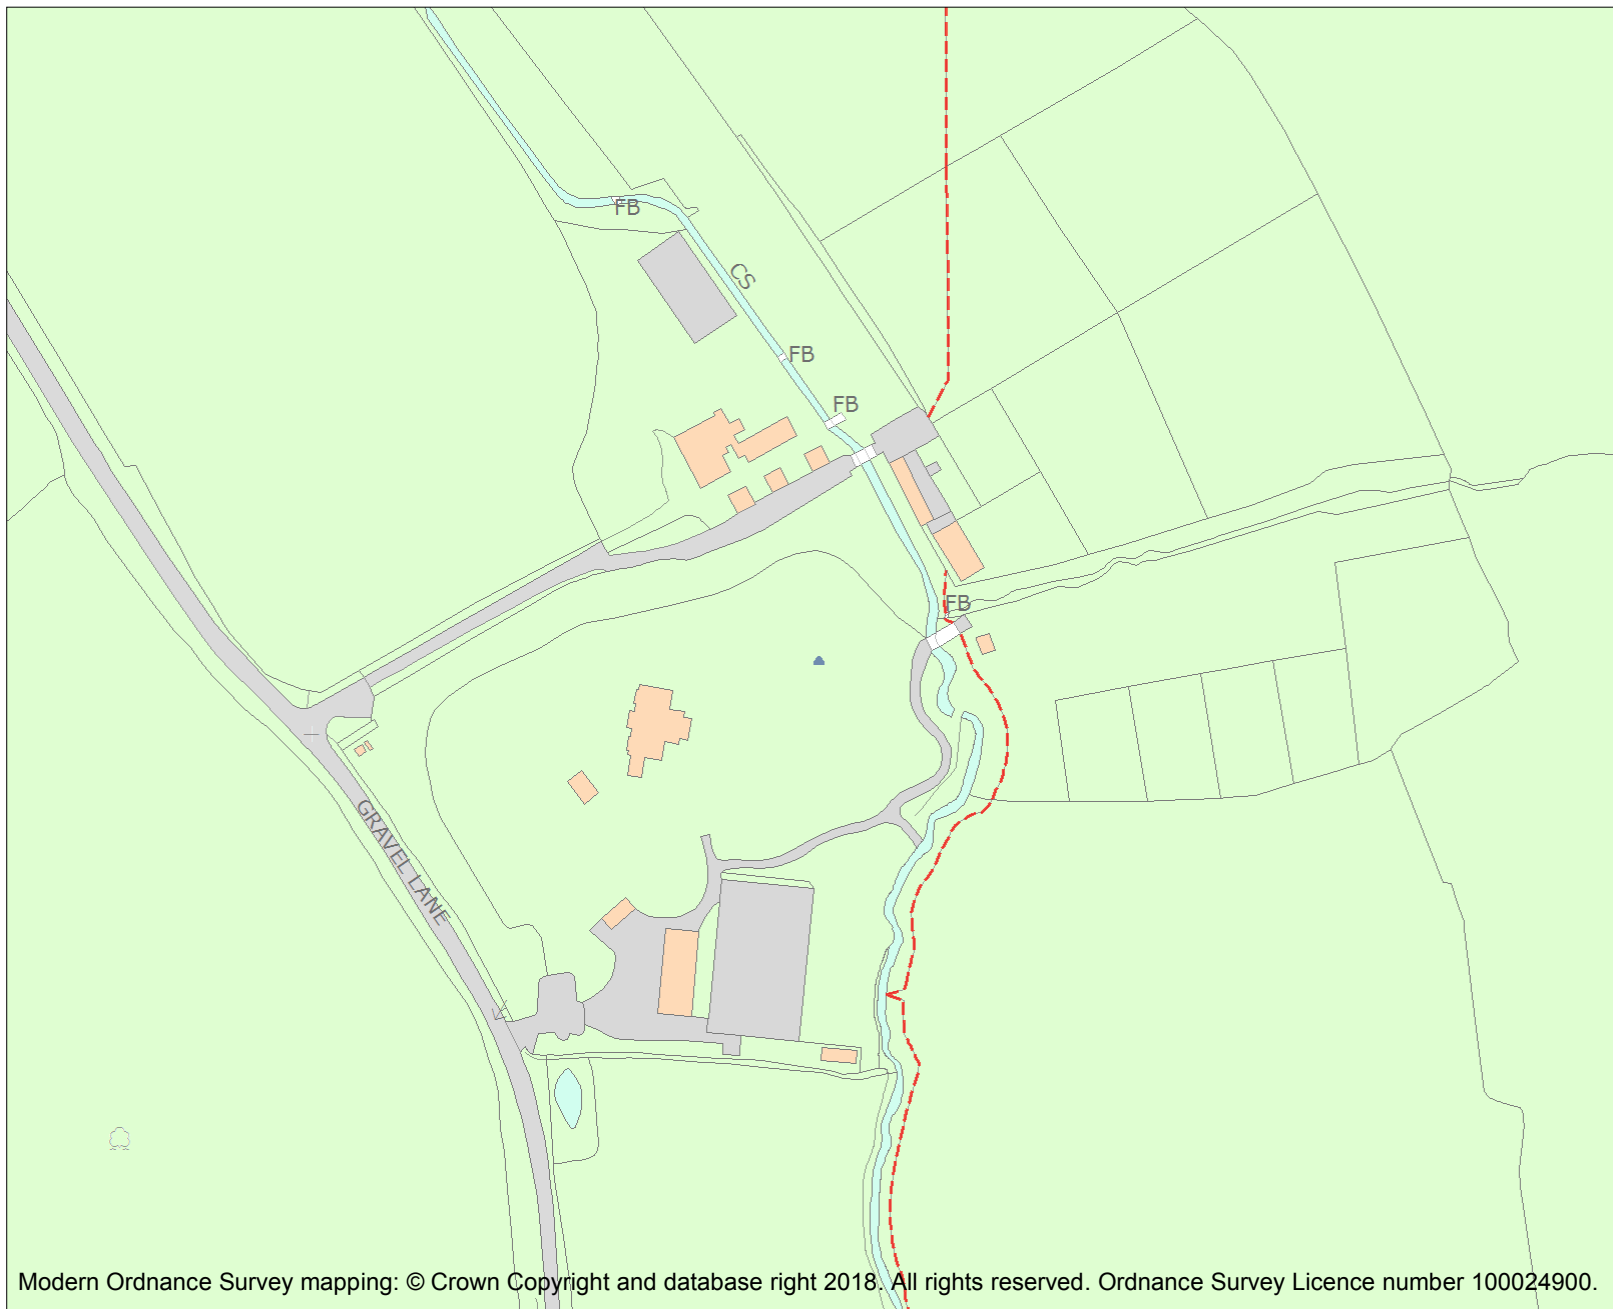 FB
CS
FB
FB
FB
GRAVEL LANE
Modern Ordnance Survey mapping: © Crown Copyright and database right 2018. All rights reserved. Ordnance Survey Licence number 100024900.